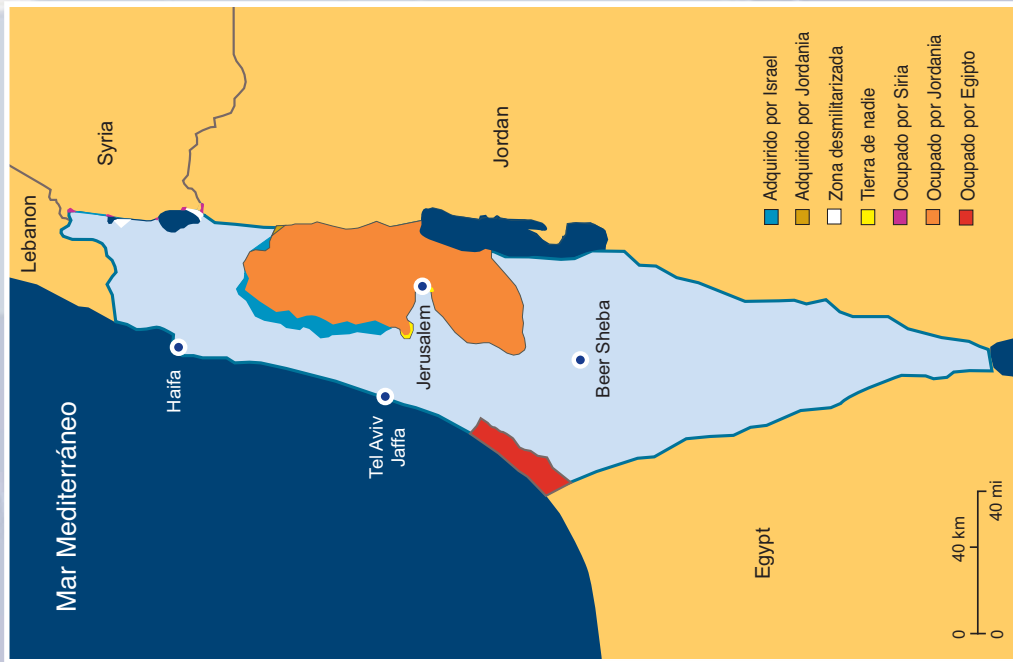 Mar Mediterráneo
Lebanon
Syria
Jordan
Egypt
Haifa
Tel Aviv
Jaffa
Jerusalem
Beer Sheba
Adquirido por Israel
Adquirido por Jordania
Zona desmilitarizada
Tierra de nadie
Ocupado por Siria
Ocupado por Jordania
Ocupado por Egipto
0 40 km
0 40 mi